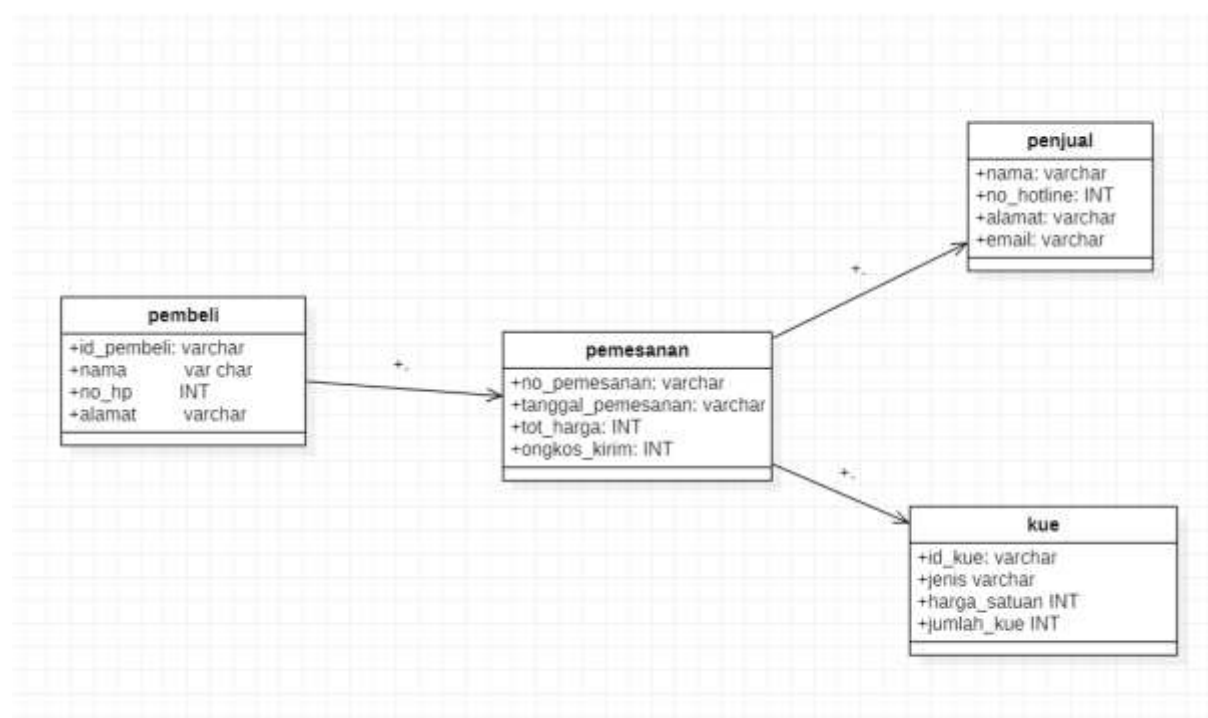 penjual
+nama: varchar
+no_hotline: INT
+alamat: varchar
+email: varchar
+.
pembeli
+id_pembeli: varchar
+nama var char
+no_hp INT
+alamat varchar
+.
pemesanan
+no_pemesanan: varchar
+tanggal_pemesanan: varchar
+tot_harga: INT
+ongkos_kirim: INT
+.
kue
+id_kue: varchar
+jenis varchar
+harga_satuan INT
+jumlah_kue INT